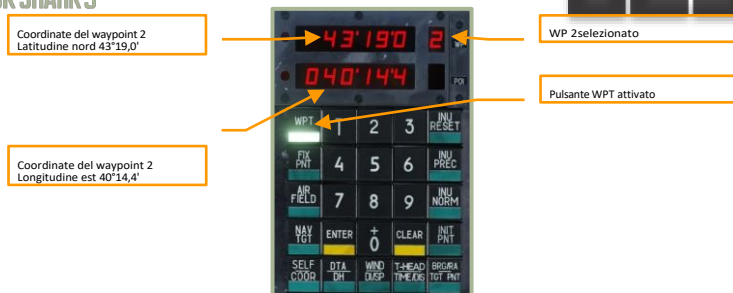 Coordinate del waypoint 2
Latitudine nord 43°19,0'
43'19'0 2
WP 2selezionato
WP
040'14'4
POI
Pulsante WPT attivato
WPT 1 2 3 INU RESET
Coordinate del waypoint 2
Longitudine est 40°14,4'
FIX PNT 4 5 6 INU PREC
AIR FIELD 7 8 9 INU NORM
NAV TGT ENTER +0 CLEAR INIT PNT
SELF COOR DTA DH WIND D/SP T-HEAD TIME/DIS BRG/RA TGT PNT